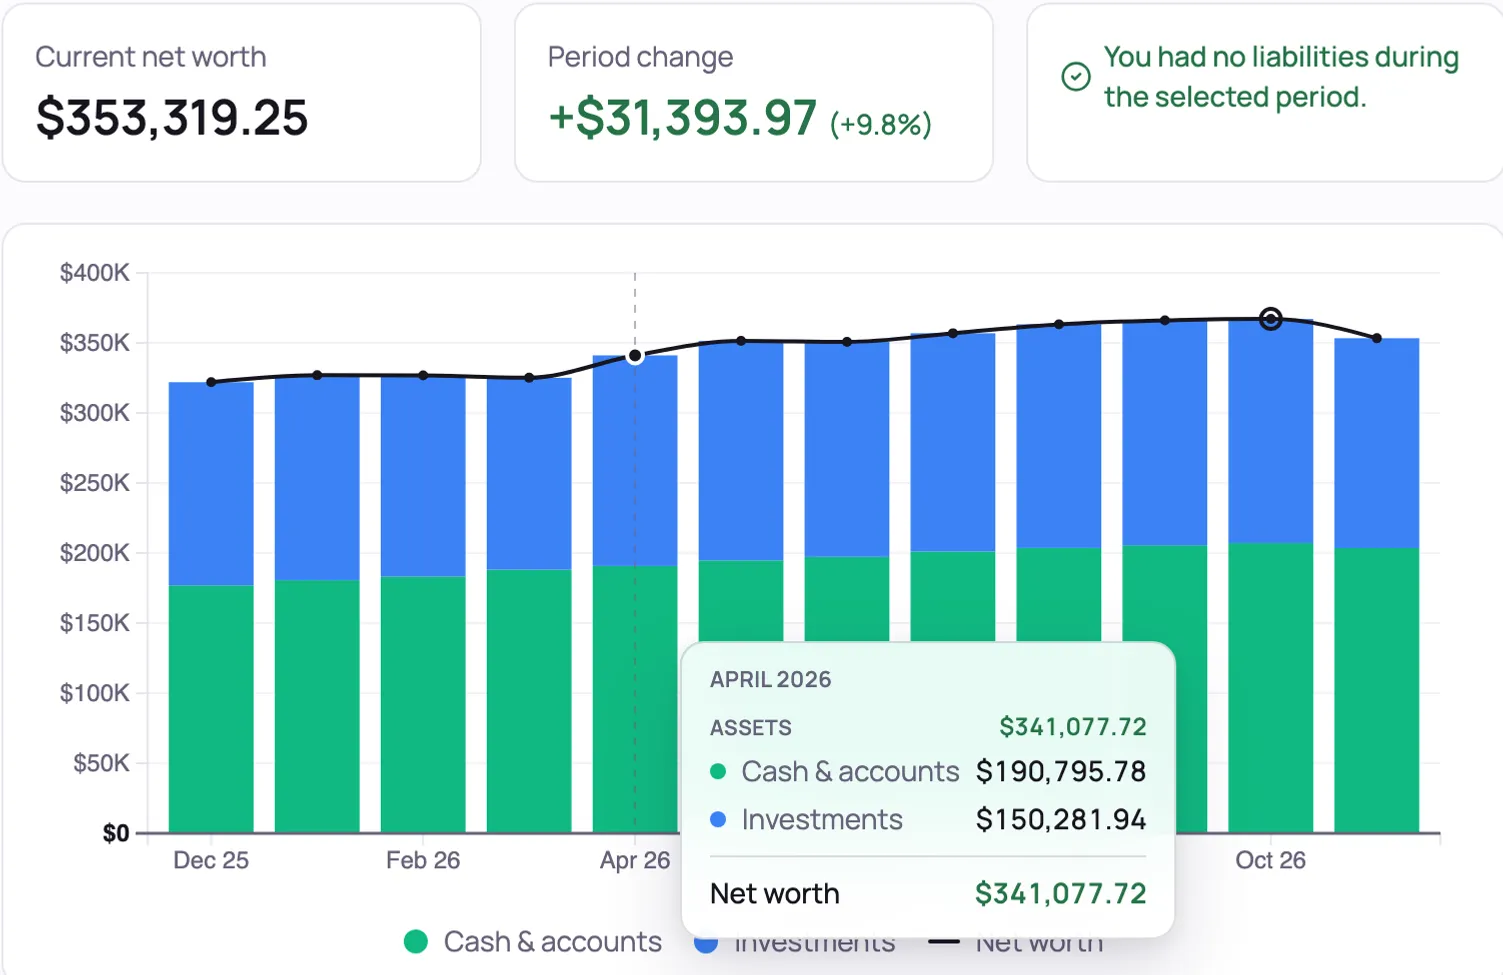 Current net worth
$353,319.25
Period change
+$31,393.97 (+9.8%)
You had no liabilities during
the selected period.
$400K
$350K
$300K
$250K
$200K
$150K
$100K
$50K
$0
Dec 25
Feb 26
Apr 26
Oct 26
APRIL 2026
ASSETS $341,077.72
Cash & accounts $190,795.78
Investments $150,281.94
Net worth $341,077.72
Cash & accounts
Investments
Net worth